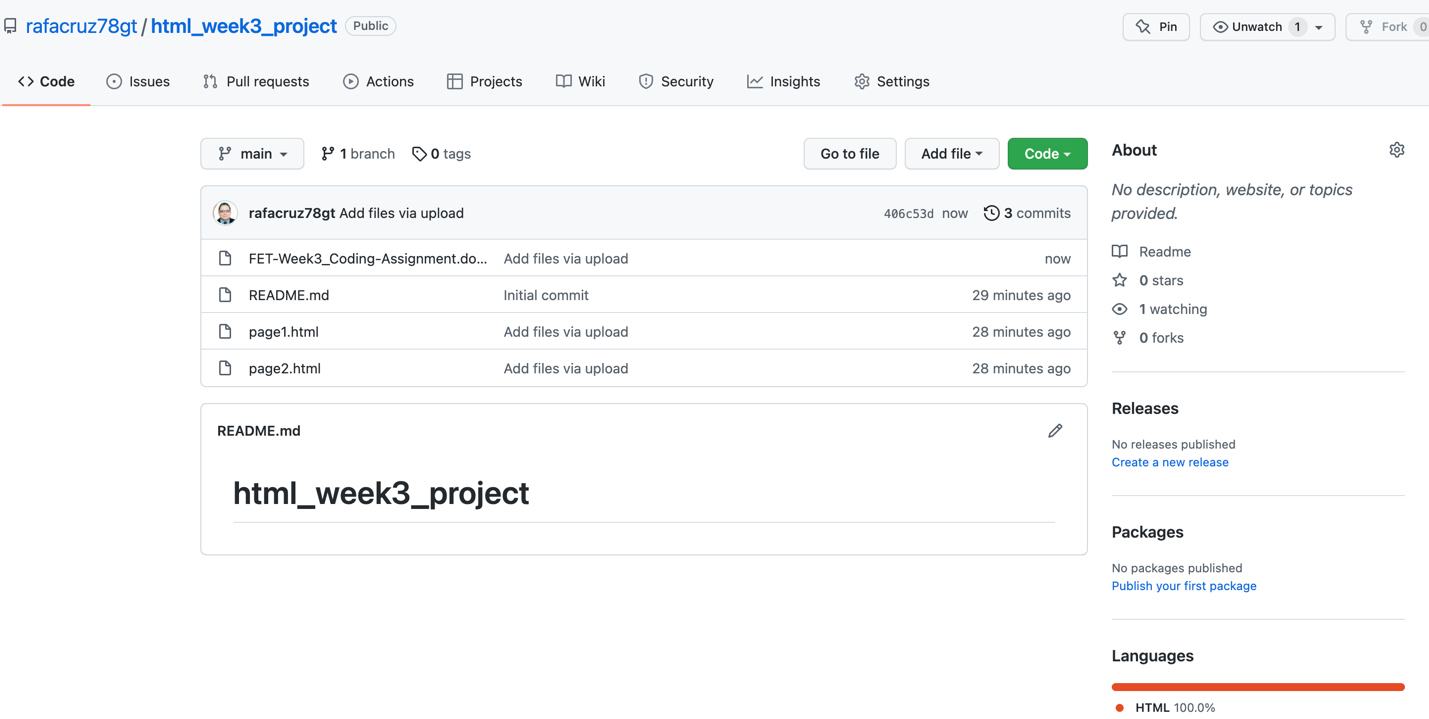 rafacruz78gt / html_week3_project Public
Pin Unwatch 1 Fork 0
Code Issues Pull requests Actions Projects Wiki Security Insights Settings
main 1 branch 0 tags Go to file Add file Code
rafacruz78gt Add files via upload 406c53d now 3 commits
FET-Week3_Coding-Assignment.do... Add files via upload now
README.md Initial commit 29 minutes ago
page1.html Add files via upload 28 minutes ago
page2.html Add files via upload 28 minutes ago
README.md
html_week3_project
About
No description, website, or topics
provided.
Readme
0 stars
1 watching
0 forks
Releases
No releases published
Create a new release
Packages
No packages published
Publish your first package
Languages
HTML 100.0%